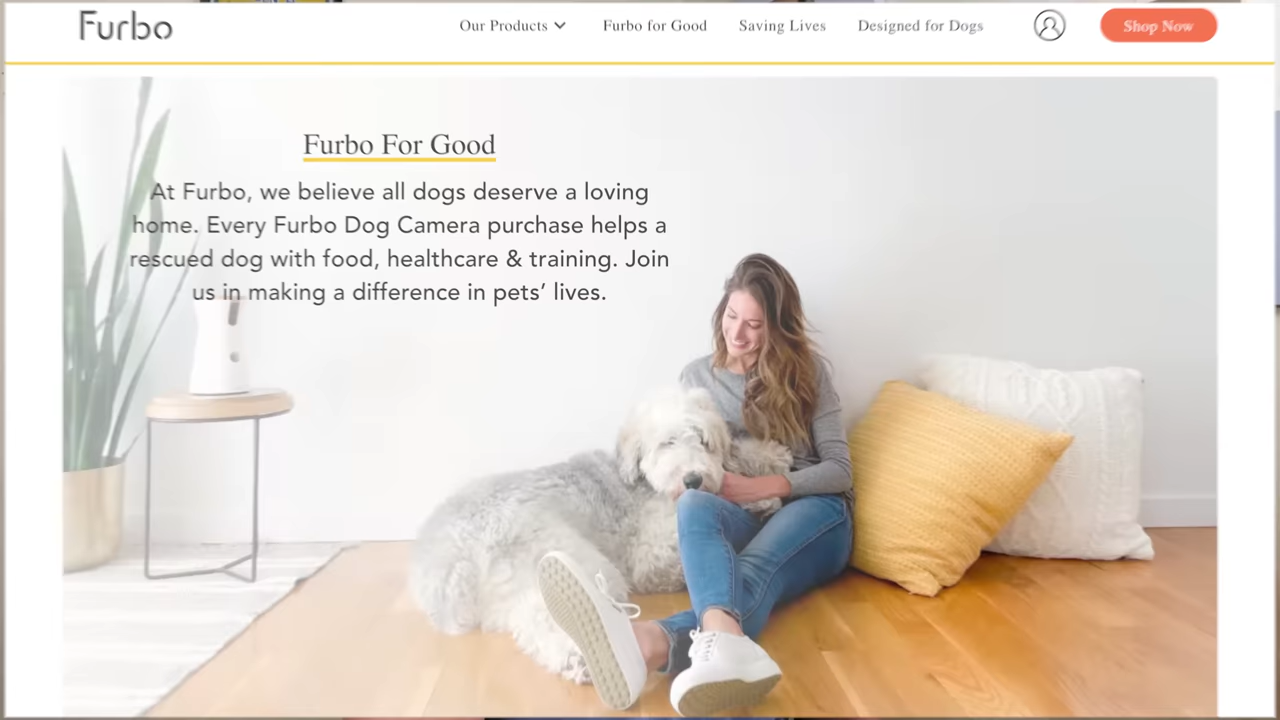 Furbo
Our Products
Furbo for Good
Saving Lives
Designed for Dogs
Shop Now
Furbo For Good
At Furbo, we believe all dogs deserve a loving
home. Every Furbo Dog Camera purchase helps a
rescued dog with food, healthcare & training. Join
us in making a difference in pets’ lives.